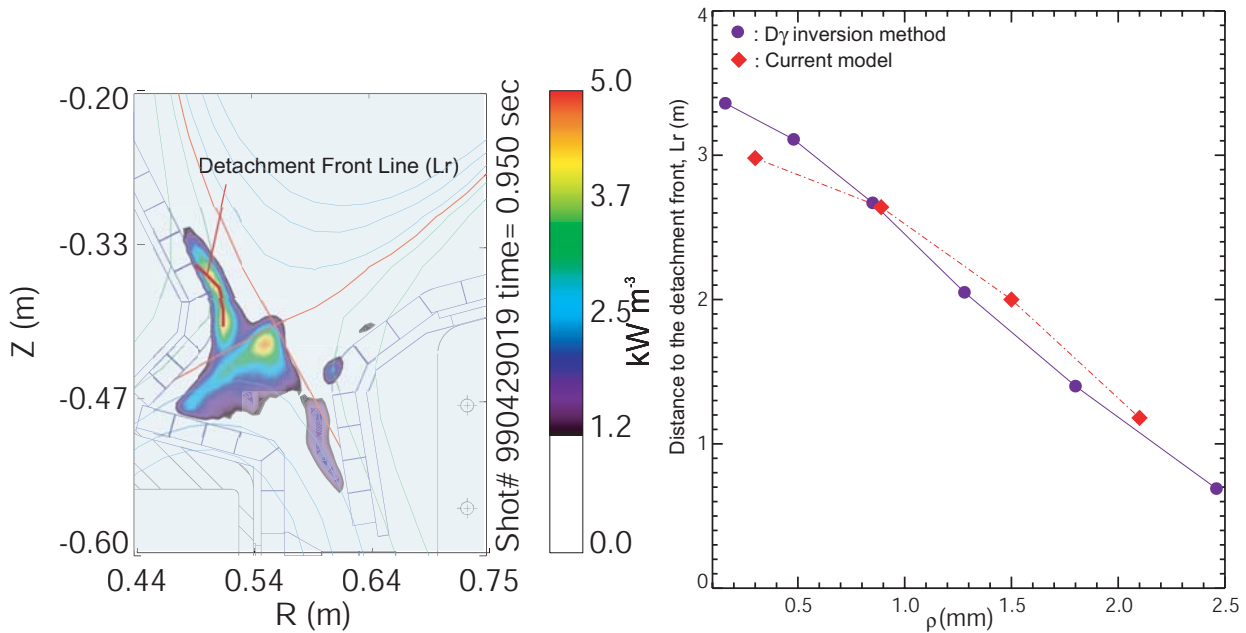 -0.20
-0.33
-0.47
-0.60
Z (m)
Detachment Front Line (Lr)
0.44 0.54 0.64 0.75
R (m)
Shot# 990429019 time= 0.950 sec
5.0
3.7
2.5
1.2
0.0
kW m⁻³
Distance to the detachment front, Lr (m)
4
3
2
1
0
: Dγ inversion method
: Current model
0.5 1.0 1.5 2.0 2.5
ρ(mm)